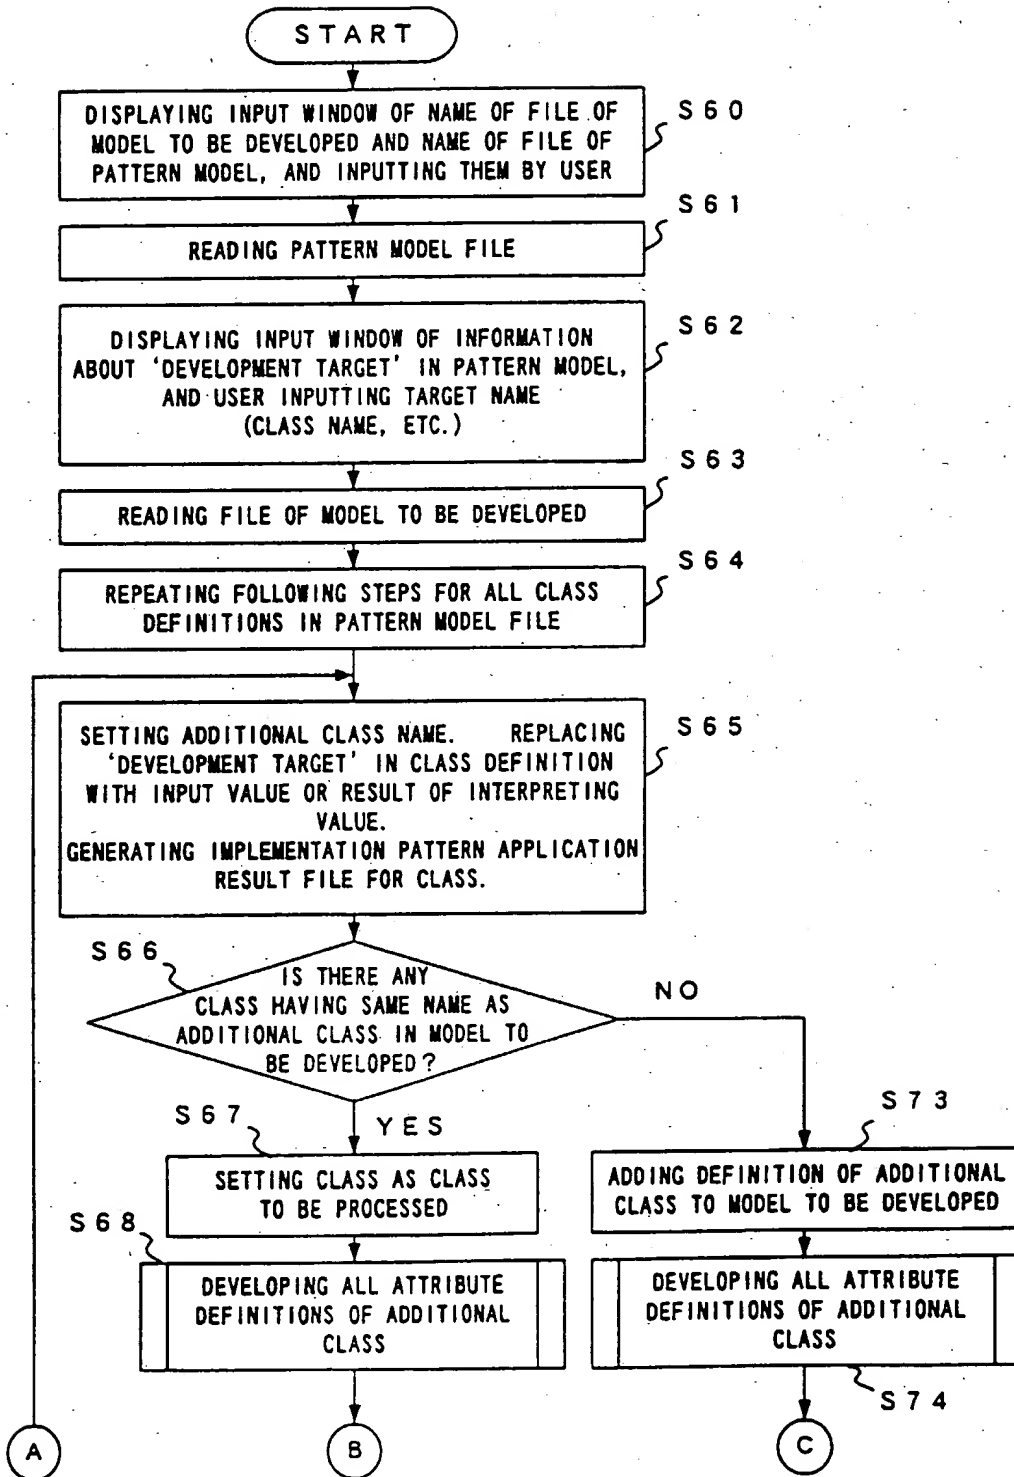 START
DISPLAYING INPUT WINDOW OF NAME OF FILE OF
MODEL TO BE DEVELOPED AND NAME OF FILE OF
PATTERN MODEL, AND INPUTTING THEM BY USER
S60
READING PATTERN MODEL FILE
S61
DISPLAYING INPUT WINDOW OF INFORMATION
ABOUT ‘DEVELOPMENT TARGET’ IN PATTERN MODEL,
AND USER INPUTTING TARGET NAME
(CLASS NAME, ETC.)
S62
READING FILE OF MODEL TO BE DEVELOPED
S63
REPEATING FOLLOWING STEPS FOR ALL CLASS
DEFINITIONS IN PATTERN MODEL FILE
S64
SETTING ADDITIONAL CLASS NAME. REPLACING
‘DEVELOPMENT TARGET’ IN CLASS DEFINITION
WITH INPUT VALUE OR RESULT OF INTERPRETING
VALUE.
GENERATING IMPLEMENTATION PATTERN APPLICATION
RESULT FILE FOR CLASS.
S65
S66
IS THERE ANY
CLASS HAVING SAME NAME AS
ADDITIONAL CLASS IN MODEL TO
BE DEVELOPED?
NO
YES
S67
SETTING CLASS AS CLASS
TO BE PROCESSED
S68
DEVELOPING ALL ATTRIBUTE
DEFINITIONS OF ADDITIONAL
CLASS
S73
ADDING DEFINITION OF ADDITIONAL
CLASS TO MODEL TO BE DEVELOPED
DEVELOPING ALL ATTRIBUTE
DEFINITIONS OF ADDITIONAL
CLASS
S74
A
B
C